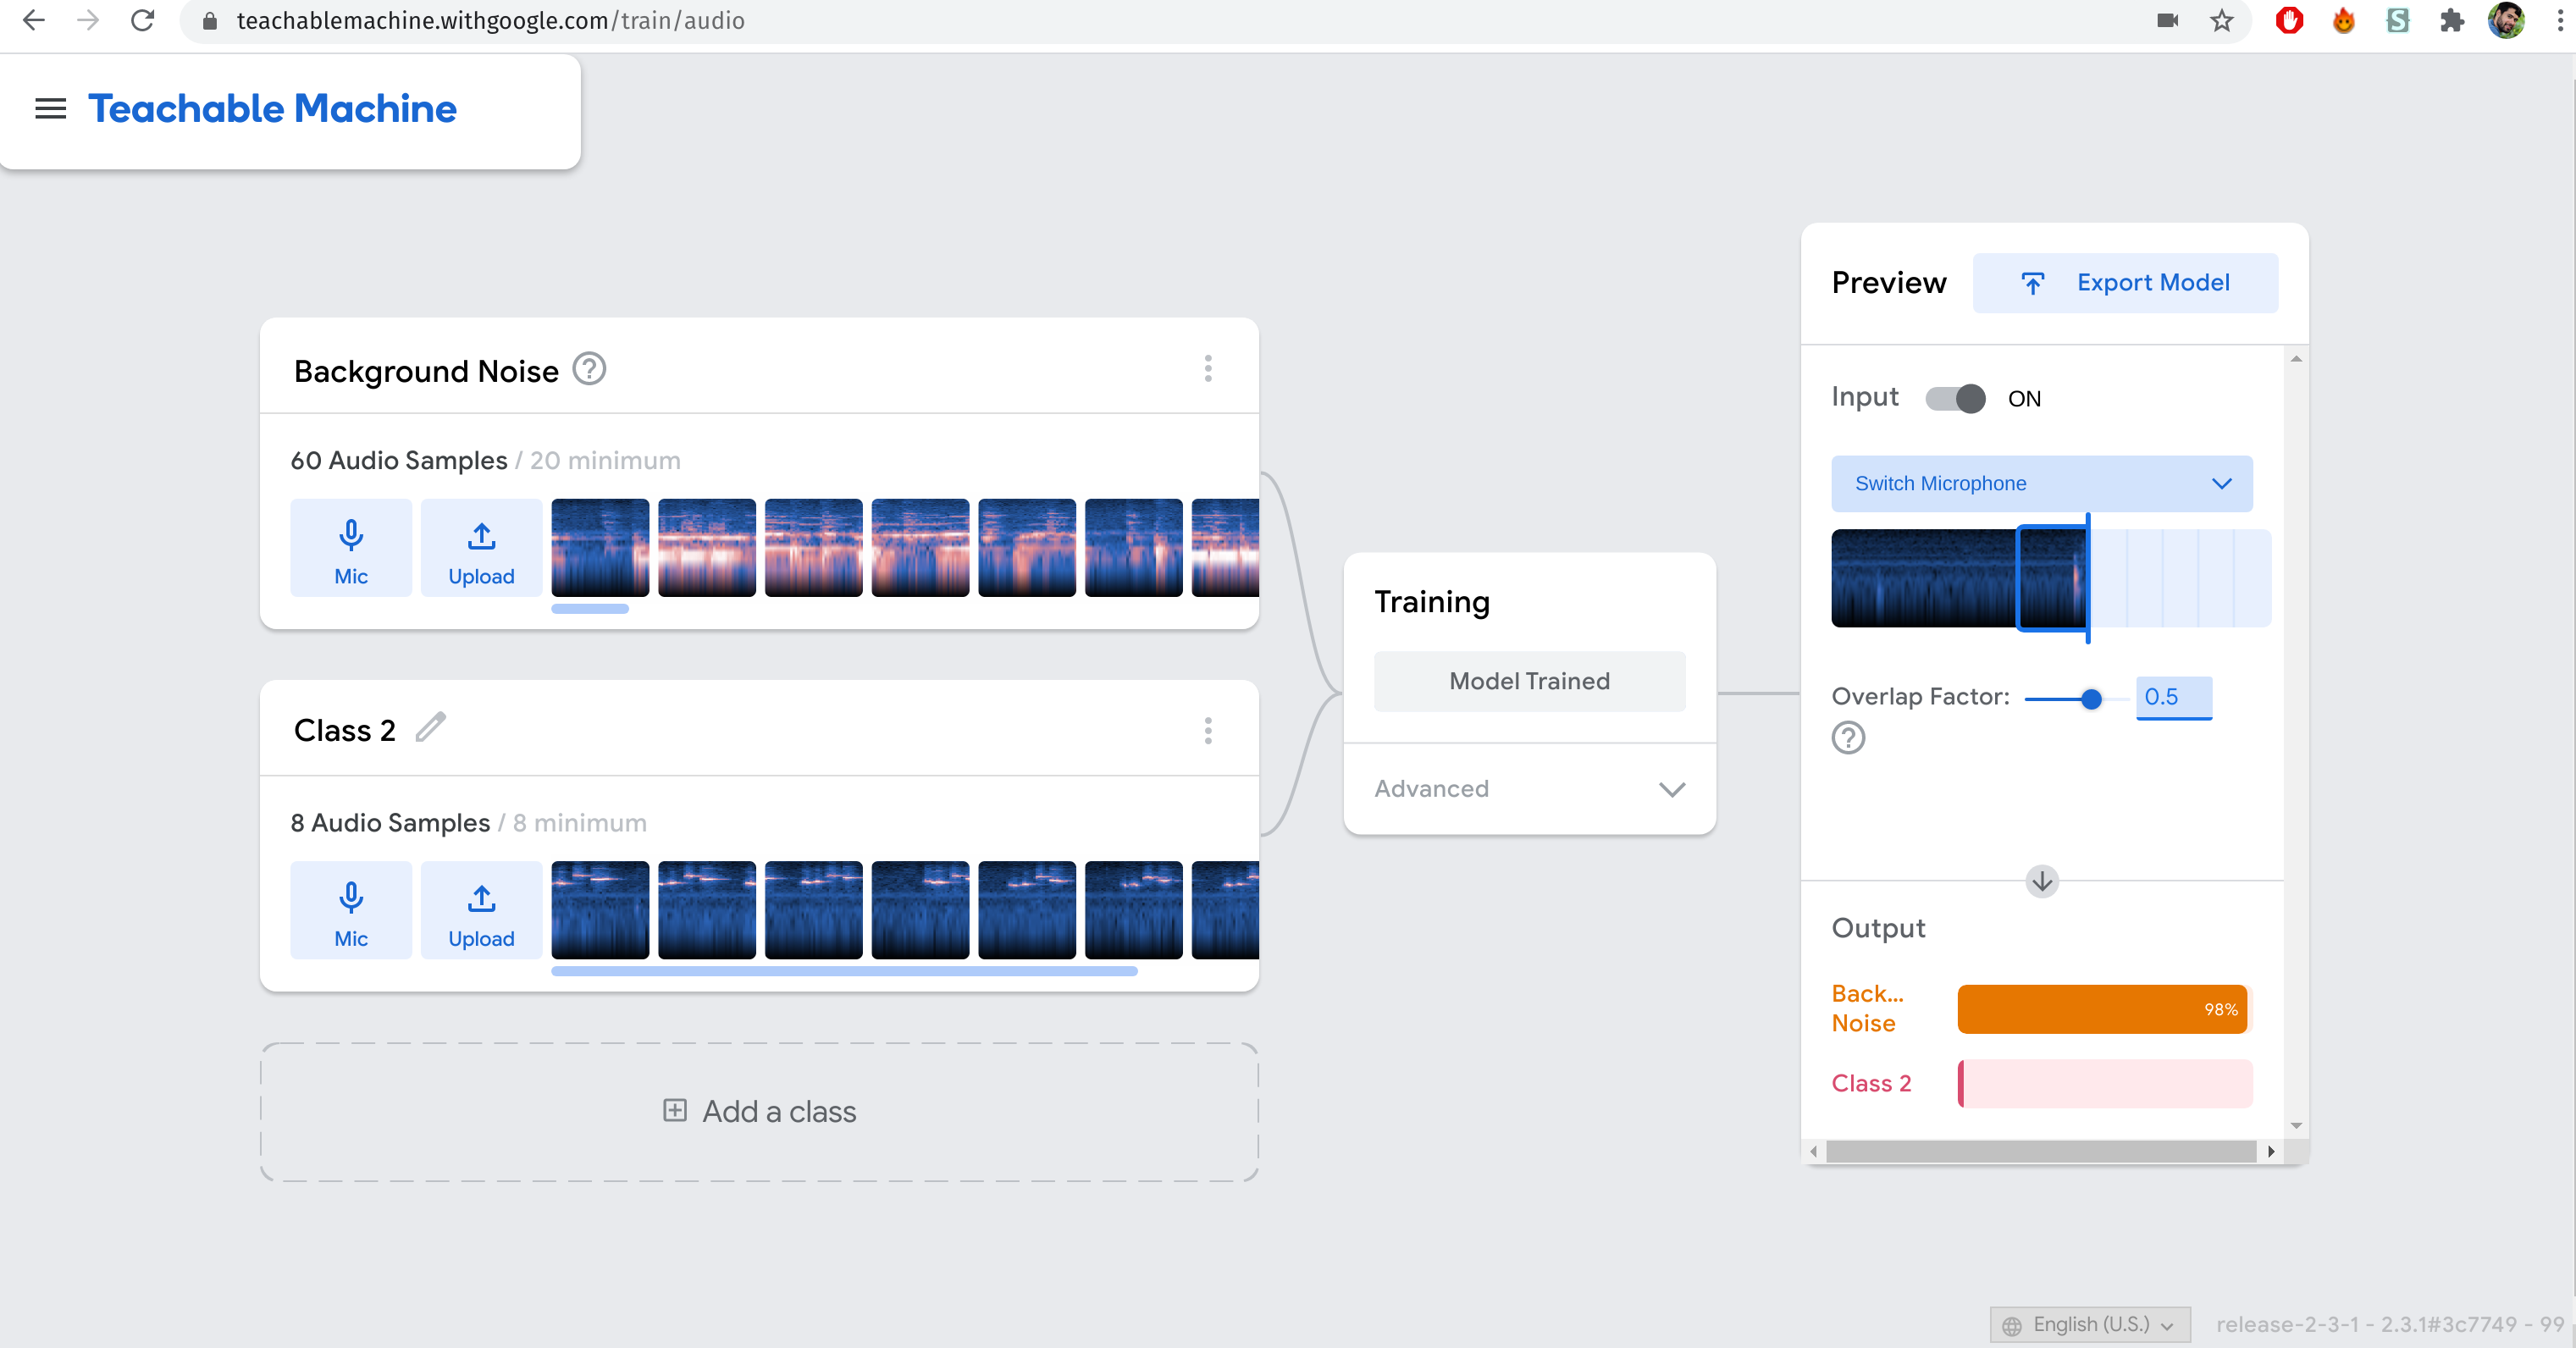 teachablemachine.withgoogle.com/train/audio
Teachable Machine
Background Noise
60 Audio Samples / 20 minimum
Mic
Upload
Class 2
8 Audio Samples / 8 minimum
Mic
Upload
Add a class
Training
Model Trained
Advanced
Preview
Export Model
Input
ON
Switch Microphone
Overlap Factor:
0.5
Output
Back...
Noise
98%
Class 2
English (U.S.)
release-2-3-1 - 2.3.1#3c7749 - 99